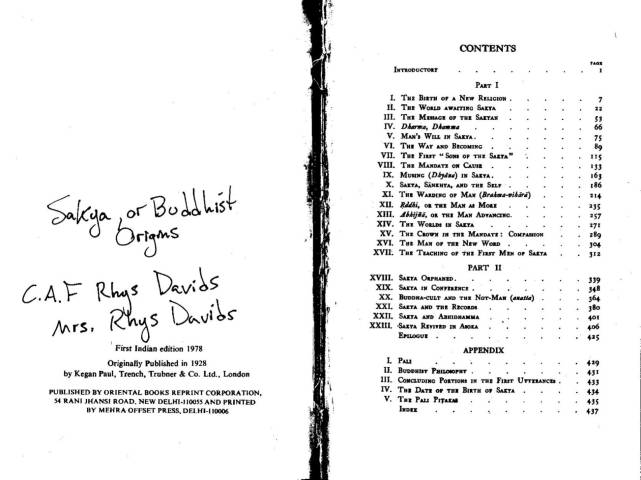 Sakya, or Buddhist
Origins
C.A.F Rhys Davids
Mrs. Rhys Davids
First Indian edition 1978
Originally Published in 1928
by Kegan Paul, Trench, Trubner & Co. Ltd., London
PUBLISHED BY ORIENTAL BOOKS REPRINT CORPORATION,
54 RANI JHANSI ROAD, NEW DELHI-110055 AND PRINTED
BY MEHRA OFFSET PRESS, DELHI-110006
CONTENTS
PAGE
INTRODUCTORY . . . . . . . 1
PART I
I. THE BIRTH OF A NEW RELIGION . . . . . 7
II. THE WORLD AWAITING SAKYA . . . . . 22
III. THE MESSAGE OF THE SAKYAN . . . . . 53
IV. Dharma, Dhamma . . . . . . 66
V. MAN'S WILL IN SAKYA . . . . . . 75
VI. THE WAY AND BECOMING . . . . . 89
VII. THE FIRST "SONS OF THE SAKYA" . . . . 115
VIII. THE MANDATE ON CAUSE . . . . . 133
IX. MUSING (Dhyāna) IN SAKYA . . . . . 163
X. SAKYA, SĀNKHYA, AND THE SELF . . . . 186
XI. THE WARDING OF MAN (Brahma-vihāra) . . . 214
XII. Ṛddhi, OR THE MAN AS MORE . . . . 235
XIII. Abhijñā, OR THE MAN ADVANCING . . . . 257
XIV. THE WORLDS IN SAKYA . . . . . 271
XV. THE CROWN IN THE MANDATE: COMPASSION . . 289
XVI. THE MAN OF THE NEW WORD . . . . 304
XVII. THE TEACHING OF THE FIRST MEN OF SAKYA . . 312
PART II
XVIII. SAKYA ORPHANED . . . . . . 339
XIX. SAKYA IN CONFERENCE . . . . . 348
XX. BUDDHA-CULT AND THE NOT-MAN (anatta) . . . 364
XXI. SAKYA AND THE RECORDS . . . . . 380
XXII. SAKYA AND ABHIDHAMMA . . . . . 401
XXIII. SAKYA REVIVED IN ASOKA . . . . . 406
EPILOGUE . . . . . . . 425
APPENDIX
I. PALI . . . . . . . 429
II. BUDDHIST PHILOSOPHY . . . . . 431
III. CONCLUDING PORTIONS IN THE FIRST UTTERANCES . 433
IV. THE DATE OF THE BIRTH OF SAKYA . . . . 434
V. THE PALI PIṬAKAS . . . . . . 435
INDEX . . . . . . . 437